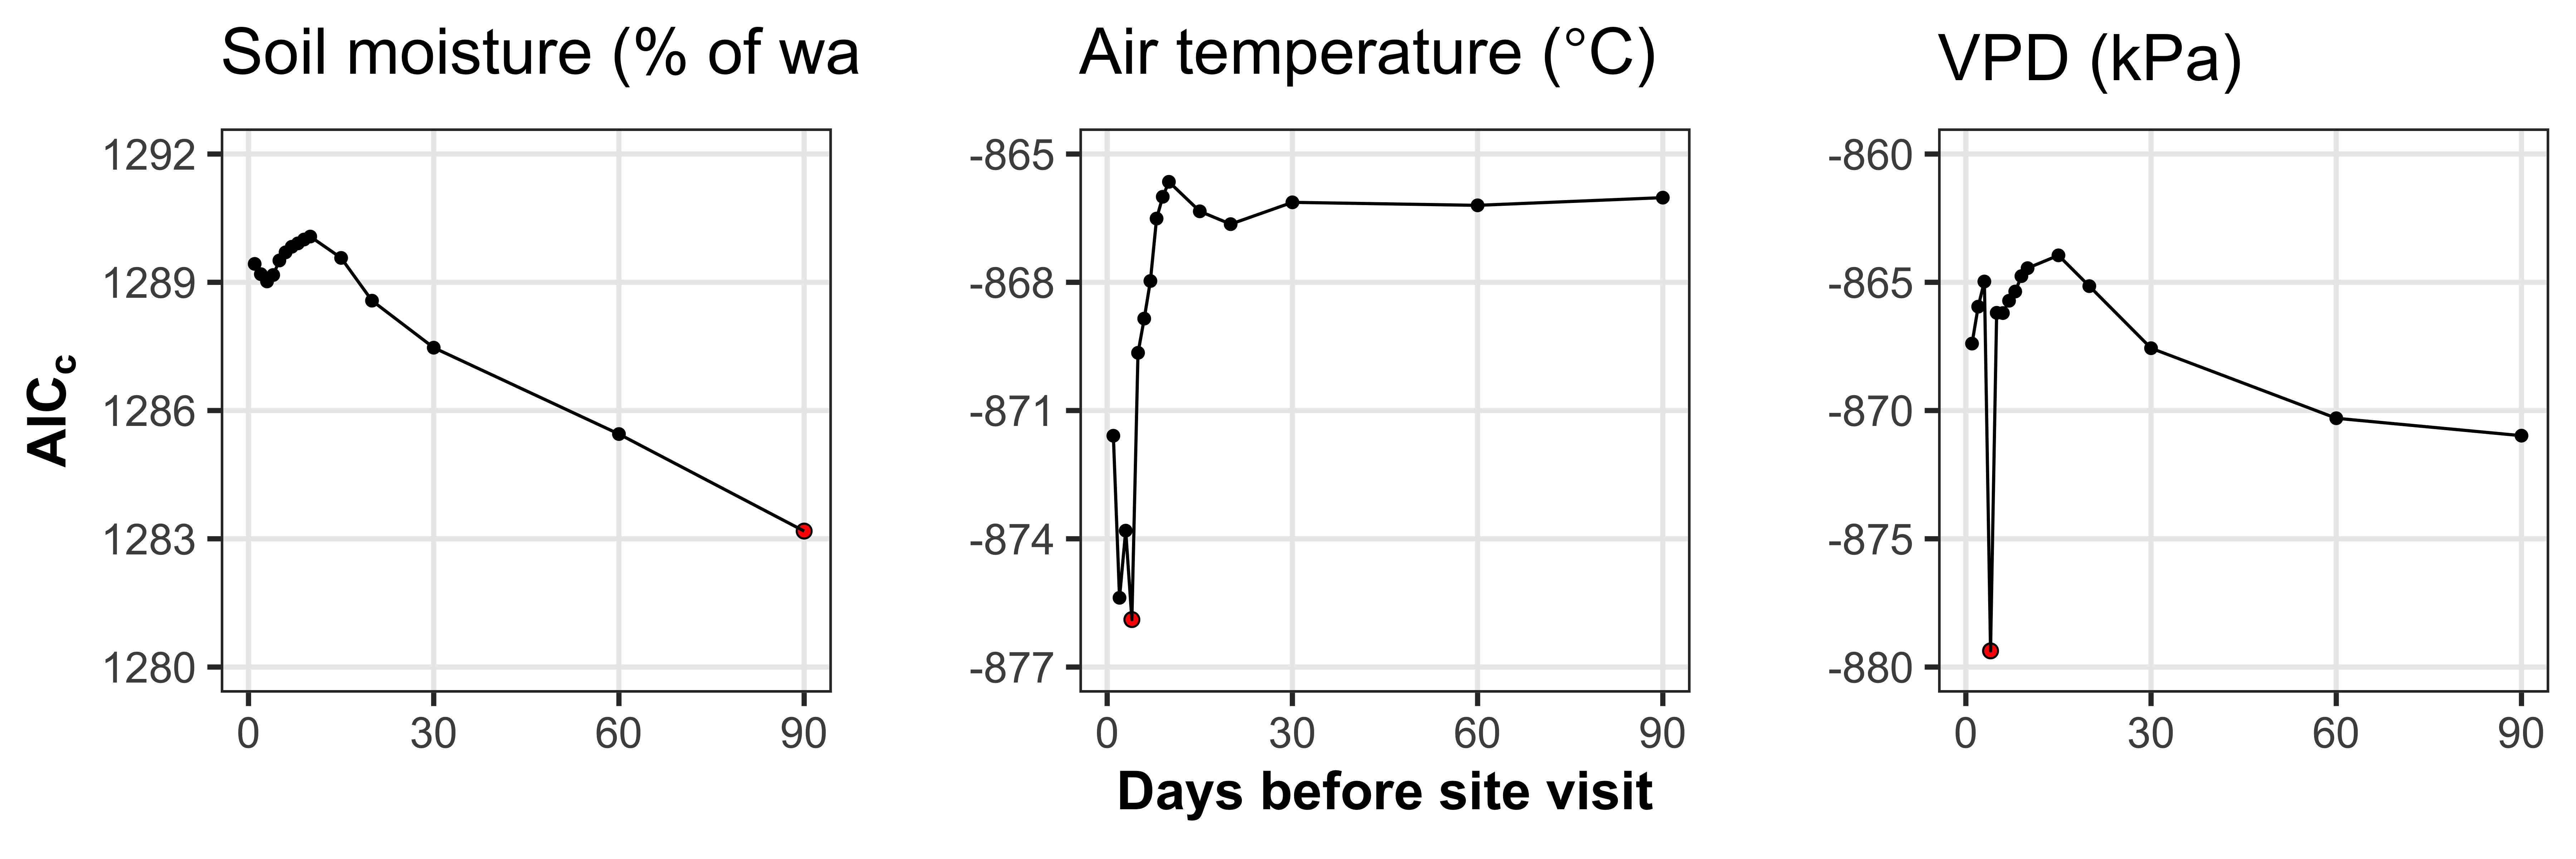 Soil moisture (% of wa
Air temperature (°C)
VPD (kPa)
AICc
1292
1289
1286
1283
1280
0 30 60 90
-865
-868
-871
-874
-877
0 30 60 90
-860
-865
-870
-875
-880
0 30 60 90
Days before site visit